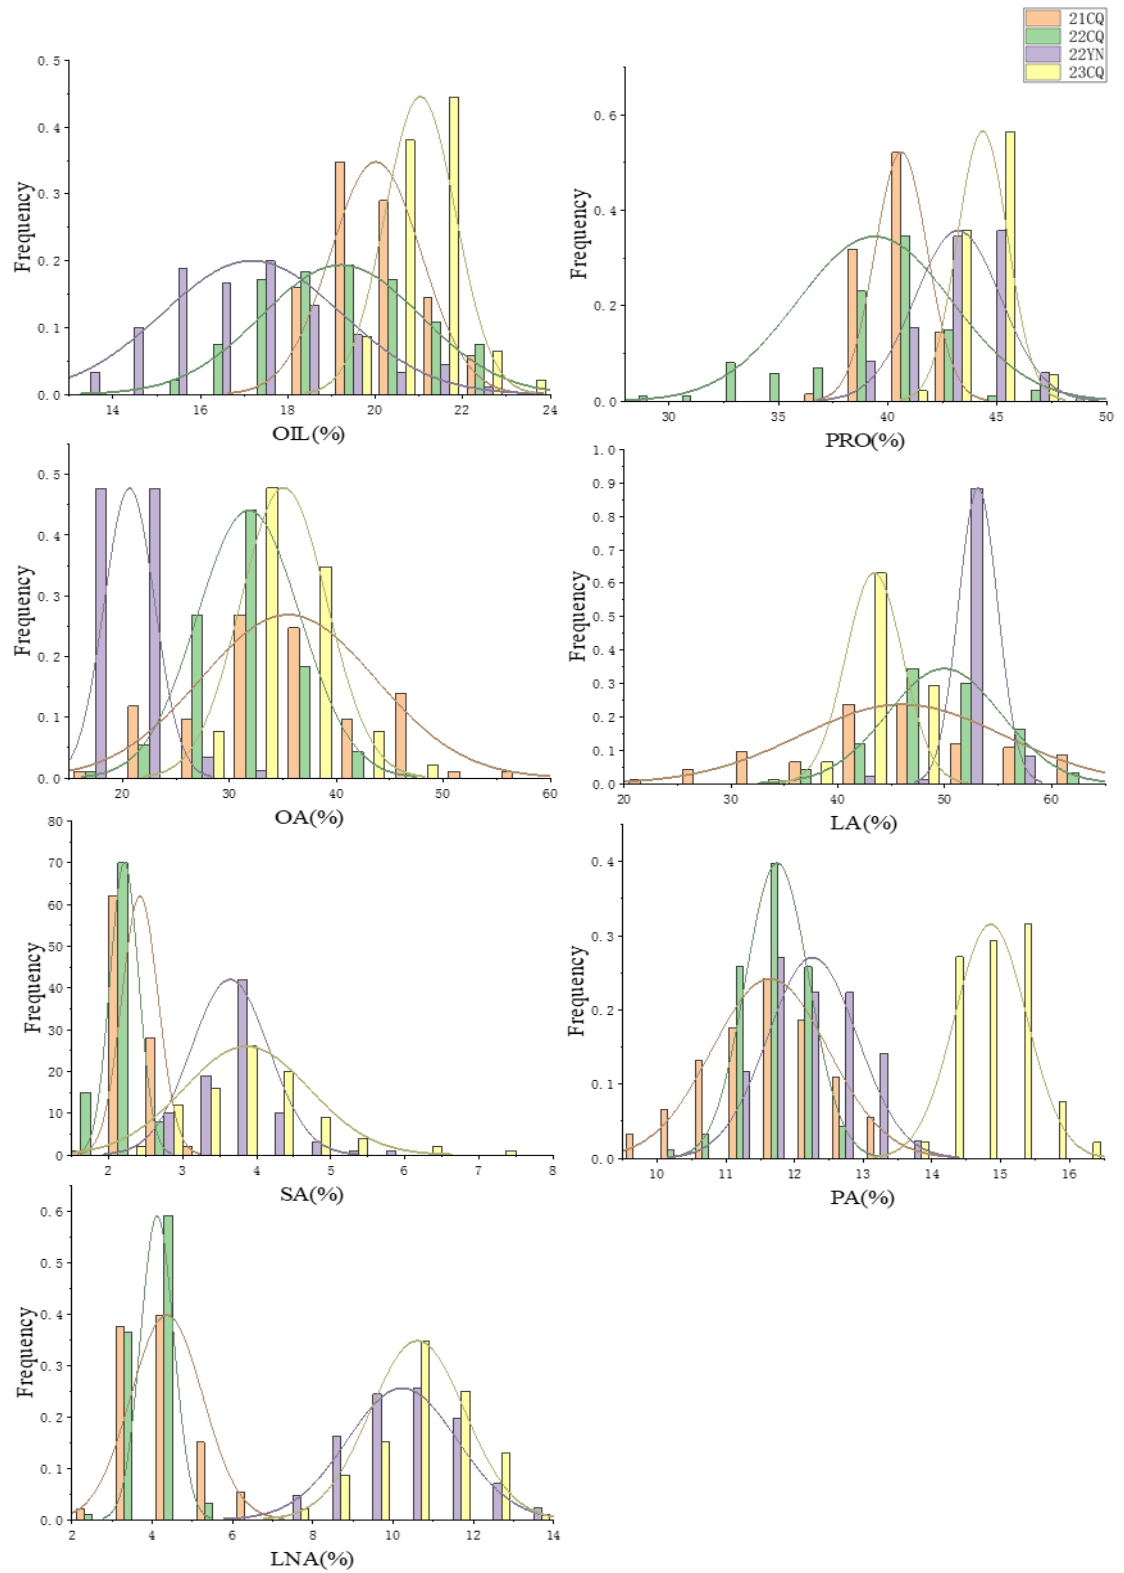 21CQ
22CQ
22YN
23CQ
0.5
0.4
0.3
0.2
0.1
0.0
Frequency
14 16 18 20 22 24
OIL(%)
0.6
0.4
0.2
0.0
Frequency
30 35 40 45 50
PRO(%)
0.5
0.4
0.3
0.2
0.1
0.0
Frequency
20 30 40 50 60
OA(%)
1.0
0.9
0.8
0.7
0.6
0.5
0.4
0.3
0.2
0.1
0.0
Frequency
20 30 40 50 60
LA(%)
80
70
60
50
40
30
20
10
0
Frequency
2 3 4 5 6 7 8
SA(%)
0.4
0.3
0.2
0.1
0.0
Frequency
10 11 12 13 14 15 16
PA(%)
0.6
0.5
0.4
0.3
0.2
0.1
0.0
Frequency
2 4 6 8 10 12 14
LNA(%)